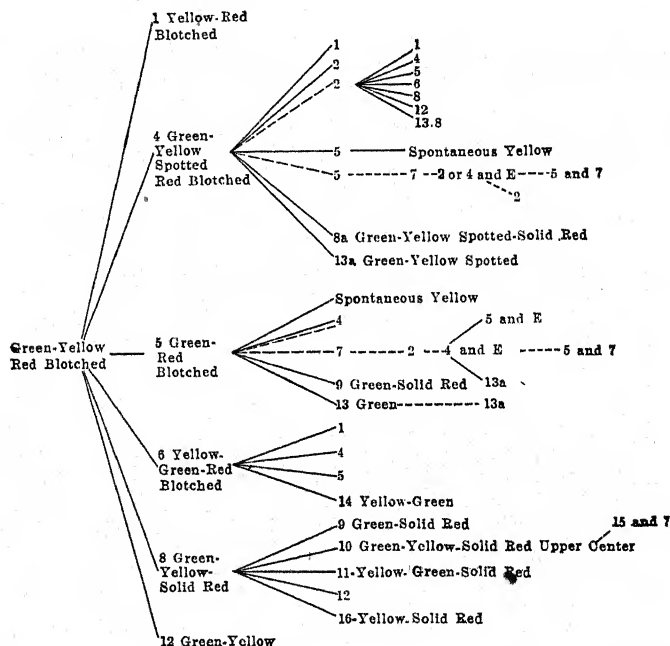 1 Yellow-Red
Blotched
1
2
2
1
4
5
6
8
12
13.8
4 Green-
Yellow
Spotted
Red Blotched
5
Spontaneous Yellow
5
7
2 or 4 and E
5 and 7
2
8a Green-Yellow Spotted-Solid Red
13a Green-Yellow Spotted
Green-Yellow
Red Blotched
5 Green-
Red
Blotched
Spontaneous Yellow
4
7
2
4 and E
5 and E
5 and 7
13a
9 Green-Solid Red
13 Green
13a
6 Yellow-
Green-Red
Blotched
1
4
5
14 Yellow-Green
8 Green-
Yellow-
Solid Red
9 Green-Solid Red
10 Green-Yellow-Solid Red Upper Center
15 and 7
11-Yellow-Green-Solid Red
12
16-Yellow-Solid Red
12 Green-Yellow